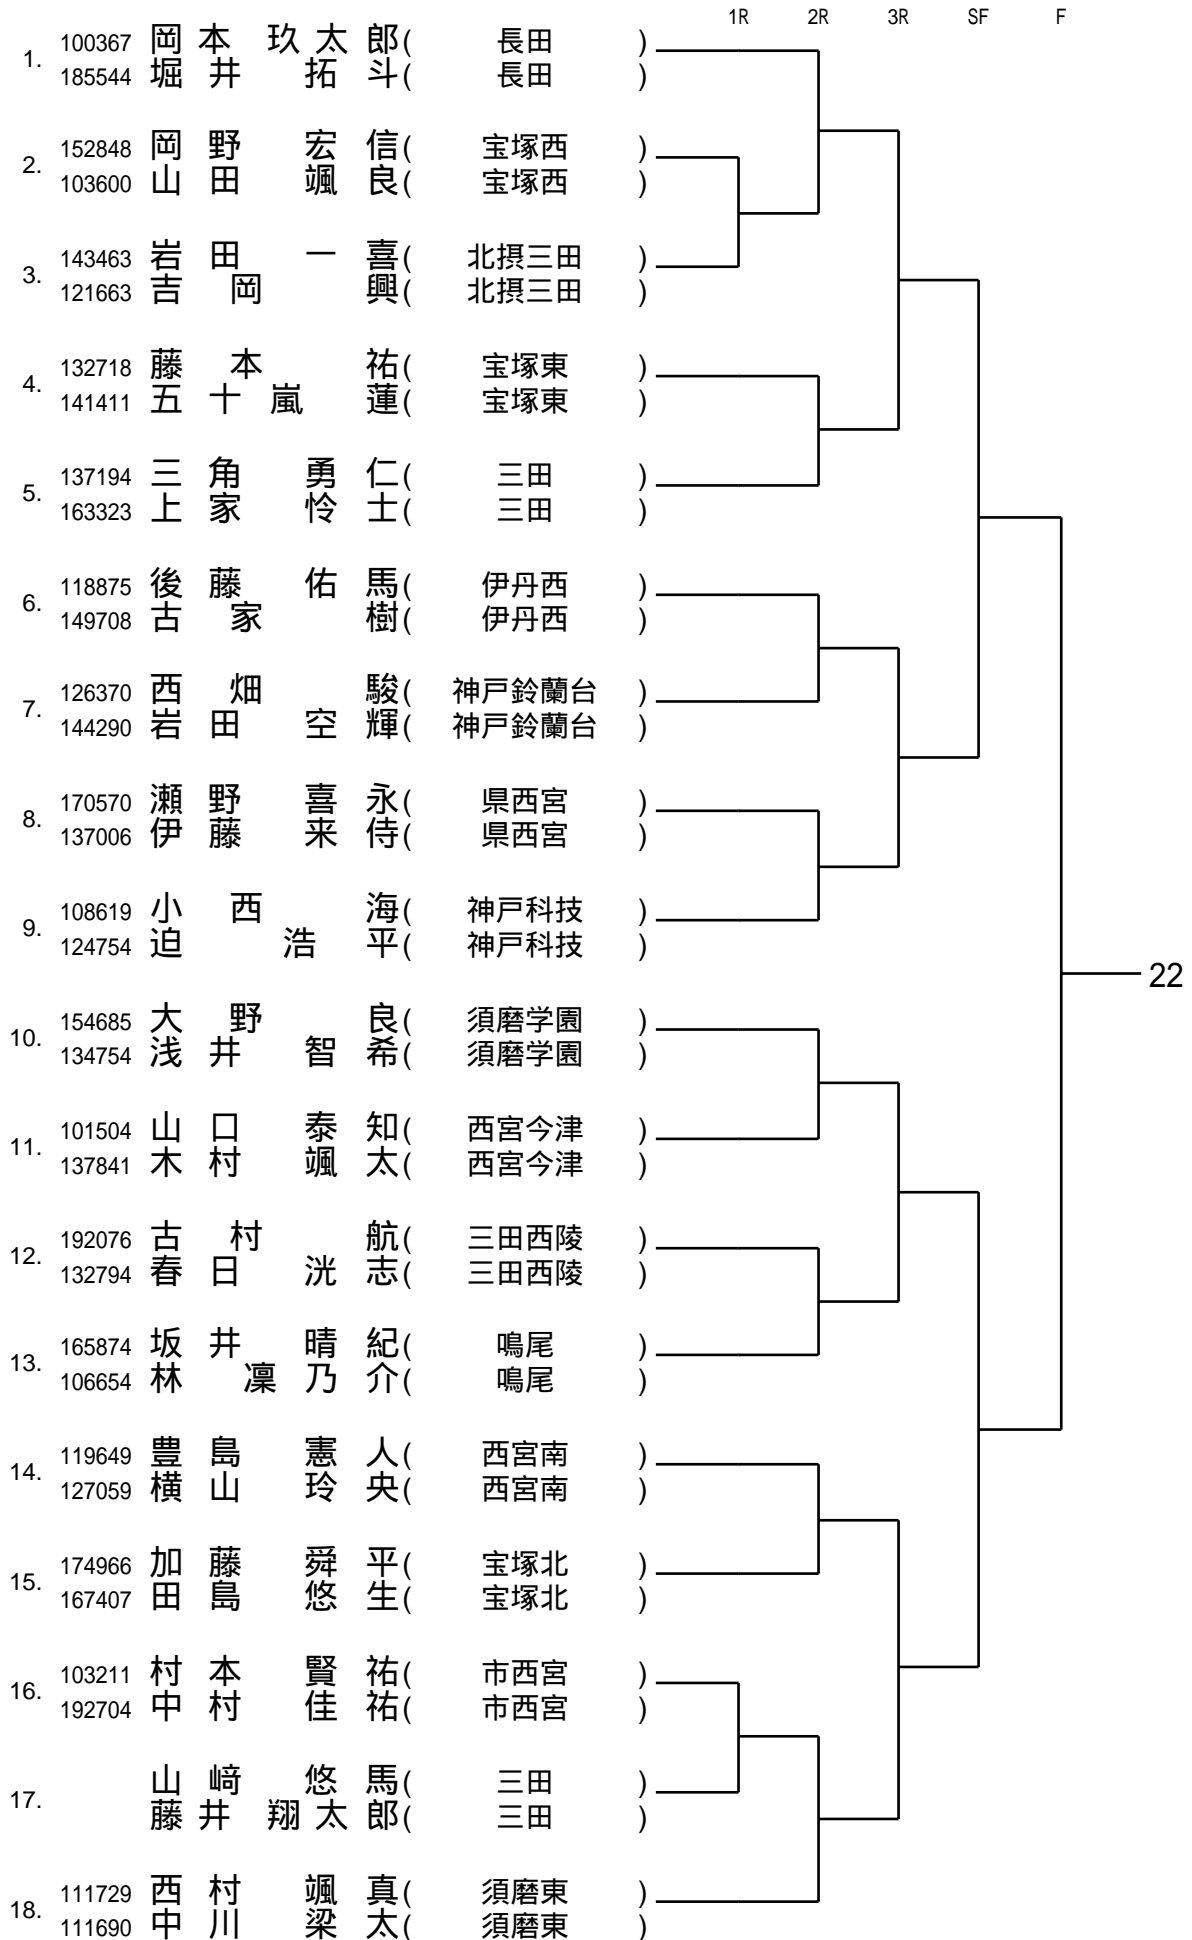 1R 2R 3R SF F
1. 100367 岡本 玖太郎( 長田 )
185544 堀井 拓斗( 長田 )
2. 152848 岡野 宏信( 宝塚西 )
103600 山田 颯良( 宝塚西 )
3. 143463 岩田 一喜( 北摂三田 )
121663 吉岡 興( 北摂三田 )
4. 132718 藤本 祐( 宝塚東 )
141411 五十嵐 蓮( 宝塚東 )
5. 137194 三角 勇仁( 三田 )
163323 上家 怜士( 三田 )
6. 118875 後藤 佑馬( 伊丹西 )
149708 古家 樹( 伊丹西 )
7. 126370 西畑 駿( 神戸鈴蘭台 )
144290 岩田 空輝( 神戸鈴蘭台 )
8. 170570 瀬野 喜永( 県西宮 )
137006 伊藤 来侍( 県西宮 )
9. 108619 小西 海( 神戸科技 )
124754 迫 浩平( 神戸科技 )
22
10. 154685 大野 良( 須磨学園 )
134754 浅井 智希( 須磨学園 )
11. 101504 山口 泰知( 西宮今津 )
137841 木村 颯太( 西宮今津 )
12. 192076 古村 航( 三田西陵 )
132794 春日 洸志( 三田西陵 )
13. 165874 坂井 晴紀( 鳴尾 )
106654 林 凜乃介( 鳴尾 )
14. 119649 豊島 憲人( 西宮南 )
127059 横山 玲央( 西宮南 )
15. 174966 加藤 舜平( 宝塚北 )
167407 田島 悠生( 宝塚北 )
16. 103211 村本 賢祐( 市西宮 )
192704 中村 佳祐( 市西宮 )
17. 山﨑 悠馬( 三田 )
藤井 翔太郎( 三田 )
18. 111729 西村 颯真( 須磨東 )
111690 中川 梁太( 須磨東 )